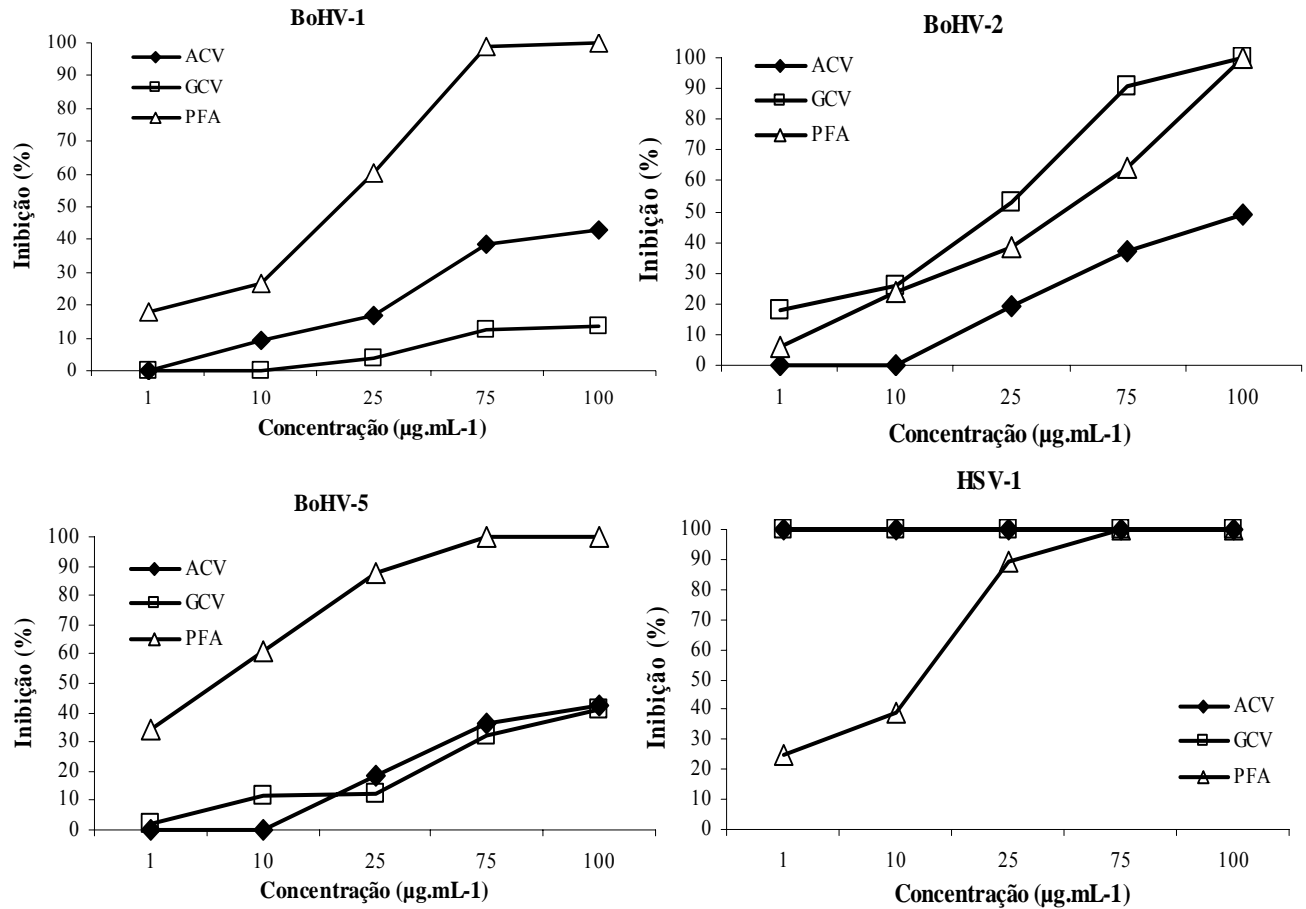 BoHV-1
100
90
80
70
60
50
40
30
20
10
0
Inibição (%)
ACV
GCV
PFA
1 10 25 75 100
Concentração (µg.mL-1)
BoHV-2
100
90
80
70
60
50
40
30
20
10
0
Inibição (%)
ACV
GCV
PFA
1 10 25 75 100
Concentração (µg.mL-1)
BoHV-5
100
90
80
70
60
50
40
30
20
10
0
Inibição (%)
ACV
GCV
PFA
1 10 25 75 100
Concentração (µg.mL-1)
HSV-1
100
90
80
70
60
50
40
30
20
10
0
Inibição (%)
ACV
GCV
PFA
1 10 25 75 100
Concentração (µg.mL-1)